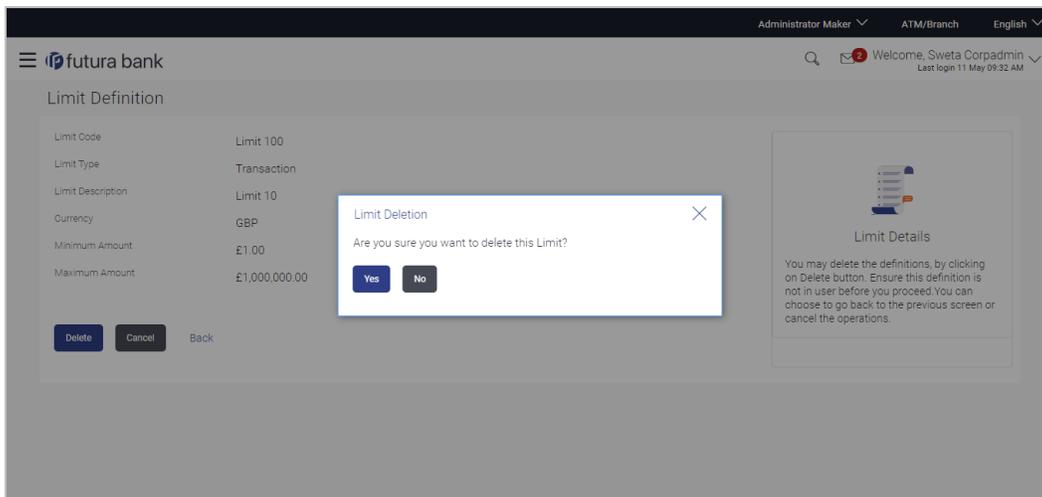 Administrator Maker ATM/Branch English
futura bank 2 Welcome, Sweta Corpadmin
Last login 11 May 09:32 AM
Limit Definition
Limit Code Limit 100
Limit Type Transaction
Limit Description Limit 10
Currency GBP
Minimum Amount £1.00
Maximum Amount £1,000,000.00
Delete Cancel Back
Limit Deletion
Are you sure you want to delete this Limit?
Yes No
Limit Details
You may delete the definitions, by clicking
on Delete button. Ensure this definition is
not in user before you proceed.You can
choose to go back to the previous screen or
cancel the operations.